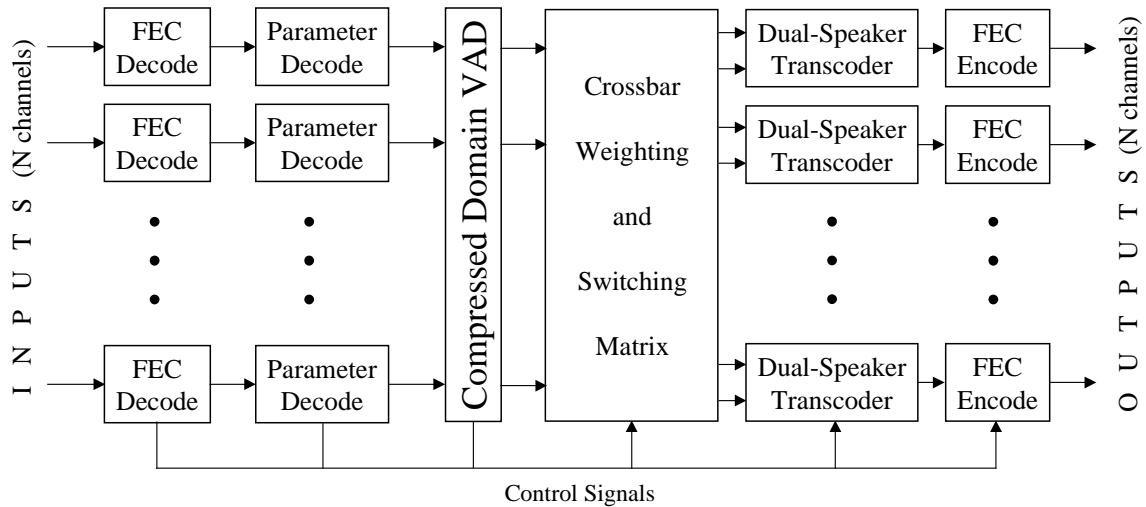 INPUTS (N channels)
FEC
Decode
Parameter
Decode
FEC
Decode
Parameter
Decode
FEC
Decode
Parameter
Decode
Compressed Domain VAD
Crossbar
Weighting
and
Switching
Matrix
Dual-Speaker
Transcoder
FEC
Encode
Dual-Speaker
Transcoder
FEC
Encode
Dual-Speaker
Transcoder
FEC
Encode
OUTPUTS (N channels)
Control Signals